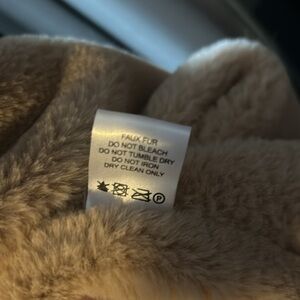 FAUX FUR
DO NOT BLEACH
DO NOT TUMBLE DRY
DO NOT IRON
DRY CLEAN ONLY
P